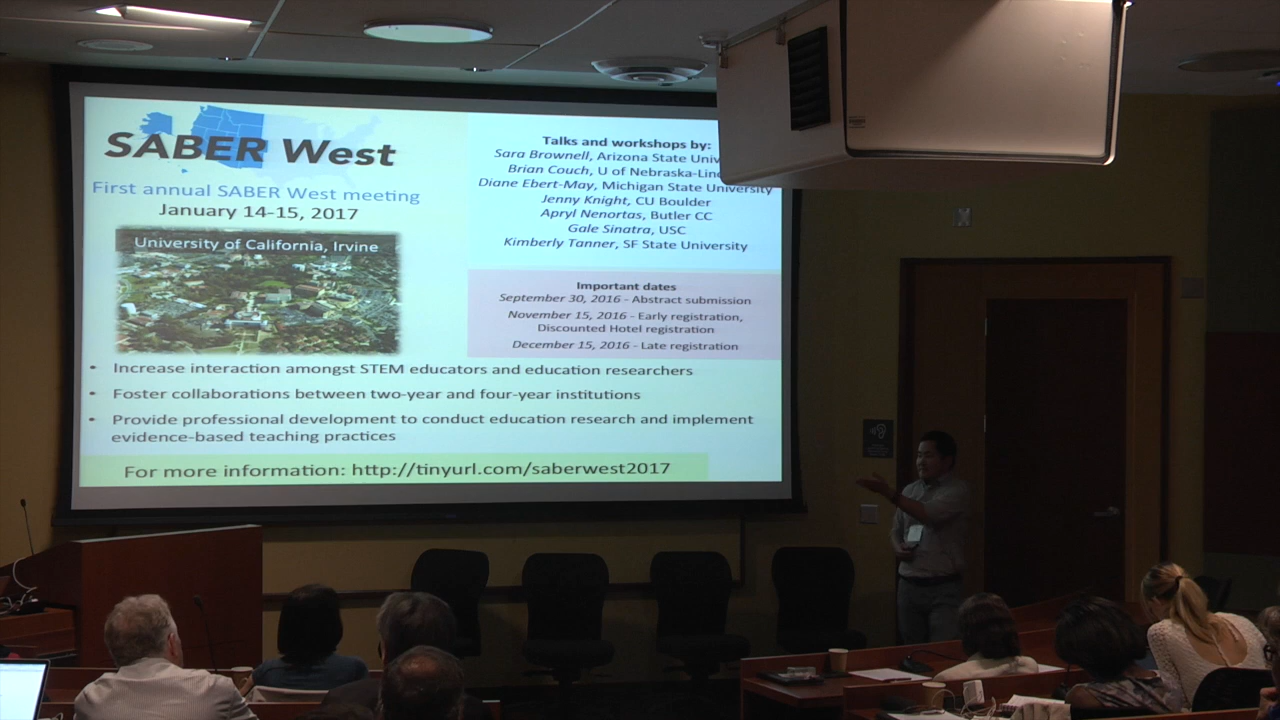 SABER West
First annual SABER West meeting
January 14-15, 2017
University of California, Irvine
Talks and workshops by:
Sara Brownell, Arizona State
Brian Couch, U of
Diane Ebert-May, Michigan State University
Jenny Knight, CU Boulder
Apryl Nenortas, Butler CC
Gale Sinatra, USC
Kimberly Tanner, SF State University
Important dates
September 30, 2016 - Abstract submission
November 15, 2016 - Early registration,
Discounted Hotel registration
December 15, 2016 - Late registration
• Increase interaction amongst STEM educators and education researchers
• Foster collaborations between two-year and four-year institutions
• Provide professional development to conduct education research and implement
evidence-based teaching practices
For more information: http://tinyurl.com/saberwest2017